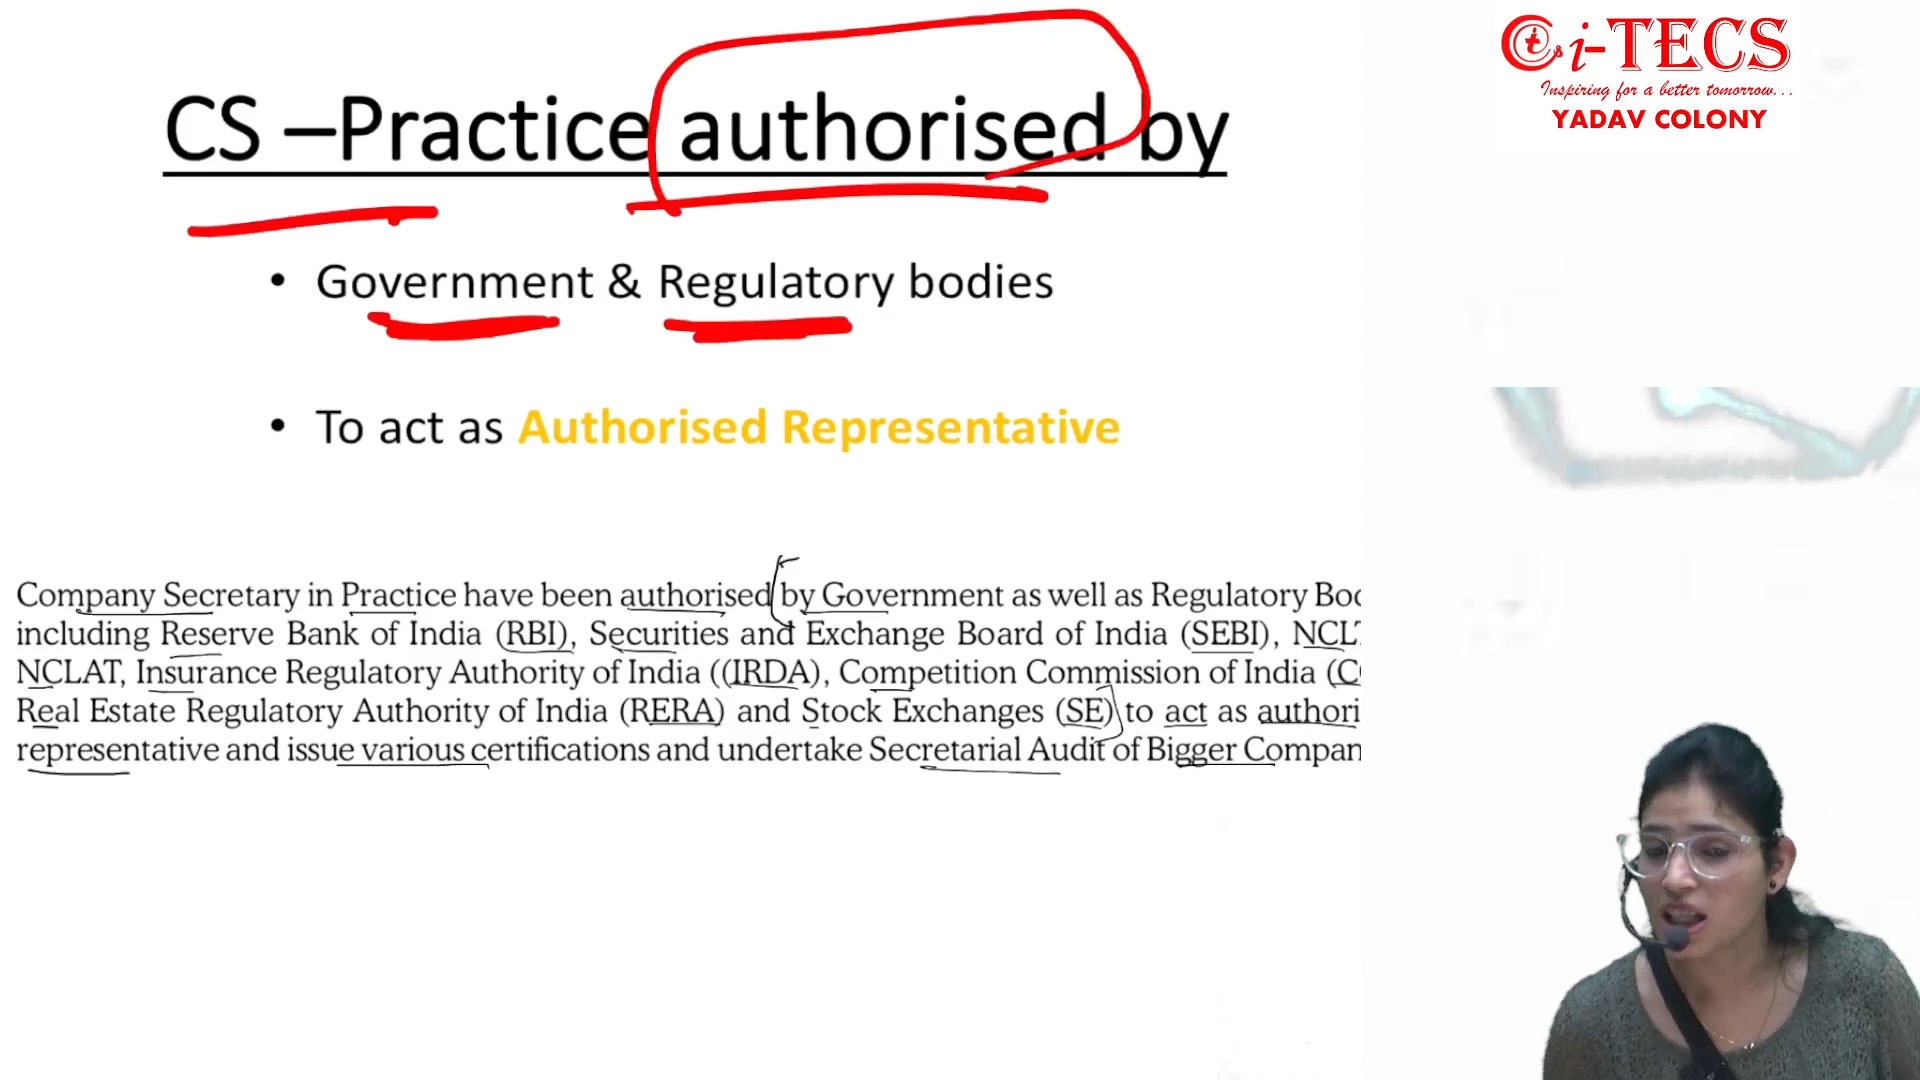 CS –Practice authorised by
• Government & Regulatory bodies
• To act as Authorised Representative
Company Secretary in Practice have been authorised by Government as well as Regulatory
including Reserve Bank of India (RBI), Securities and Exchange Board of India (SEBI),
NCLAT, Insurance Regulatory Authority of India ((IRDA), Competition Commission of India
Real Estate Regulatory Authority of India (RERA) and Stock Exchanges (SE) to act as
representative and issue various certifications and undertake Secretarial Audit of Bigger
i-TECS
Inspiring for a better tomorrow...
YADAV COLONY